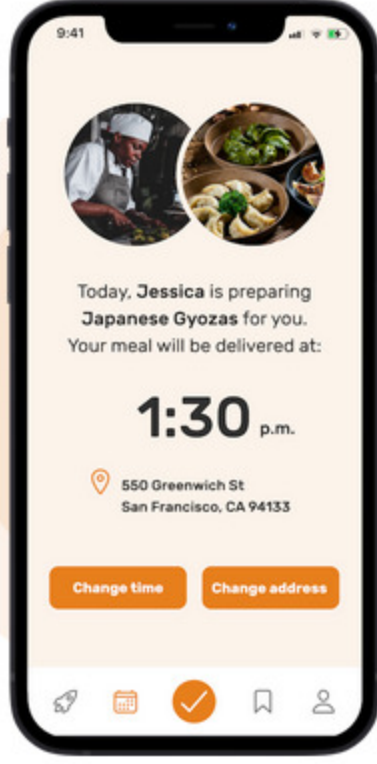 9:41
Today, Jessica is preparing
Japanese Gyozas for you.
Your meal will be delivered at:
1:30 p.m.
550 Greenwich St
San Francisco, CA 94133
Change time Change address